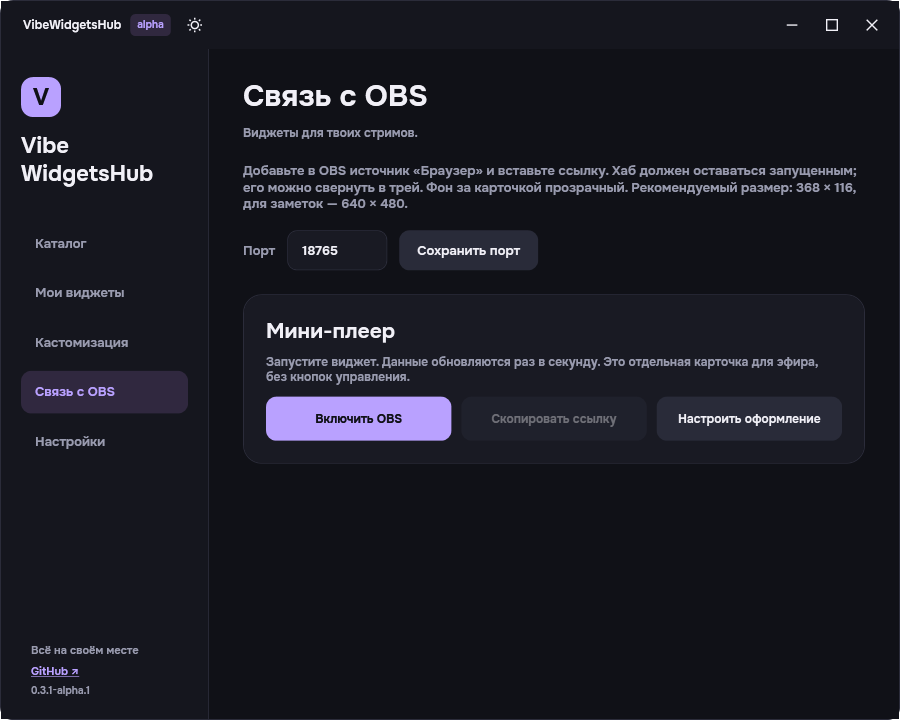 VibeWidgetsHub alpha
V
Vibe
WidgetsHub
Каталог
Мои виджеты
Кастомизация
Связь с OBS
Настройки
Всё на своём месте
GitHub ↗
0.3.1-alpha.1
Связь с OBS
Виджеты для твоих стримов.
Добавьте в OBS источник «Браузер» и вставьте ссылку. Хаб должен оставаться запущенным;
его можно свернуть в трей. Фон за карточкой прозрачный. Рекомендуемый размер: 368 × 116,
для заметок — 640 × 480.
Порт 18765 Сохранить порт
Мини-плеер
Запустите виджет. Данные обновляются раз в секунду. Это отдельная карточка для эфира,
без кнопок управления.
Включить OBS Скопировать ссылку Настроить оформление